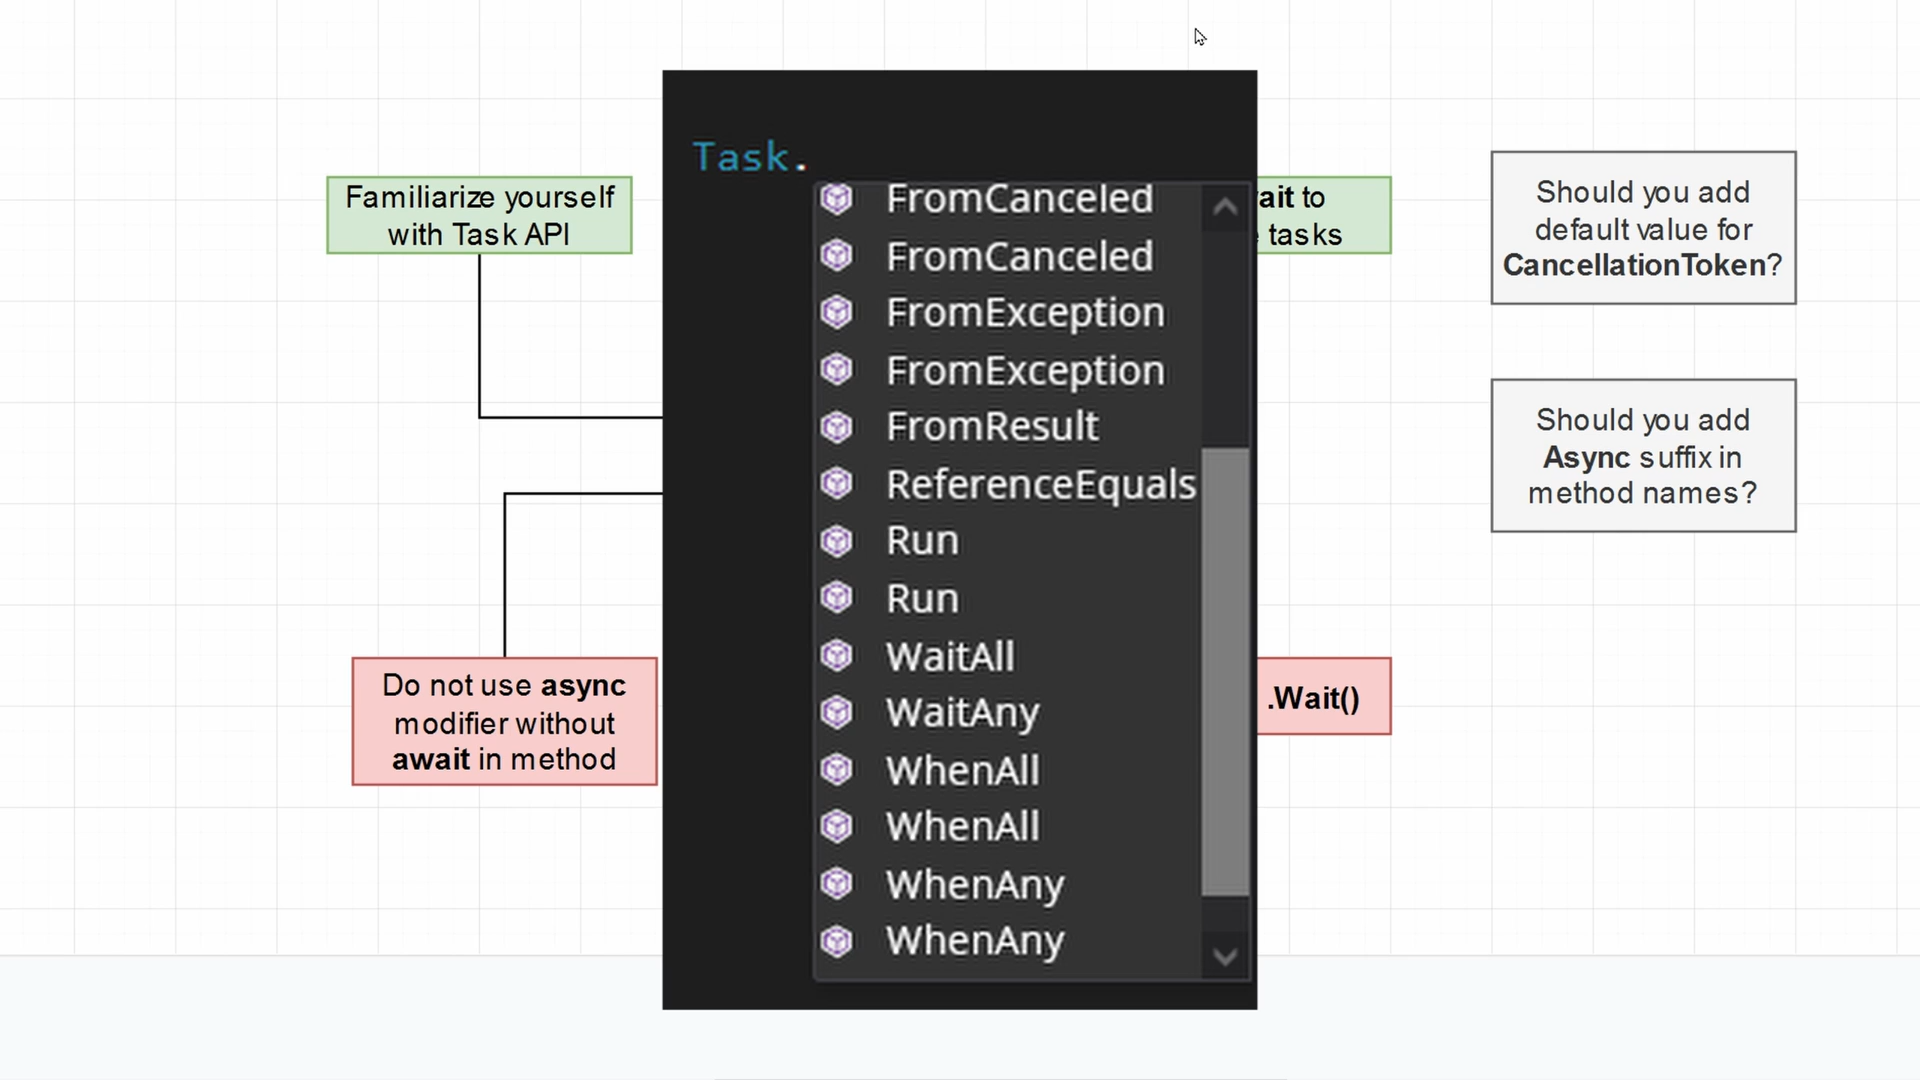 Task.
FromCanceled
FromCanceled
FromException
FromException
FromResult
ReferenceEquals
Run
Run
WaitAll
WaitAny
WhenAll
WhenAll
WhenAny
WhenAny
Familiarize yourself
with Task API
to
tasks
Should you add
default value for
CancellationToken?
Should you add
Async suffix in
method names?
Do not use async
modifier without
await in method
.Wait()